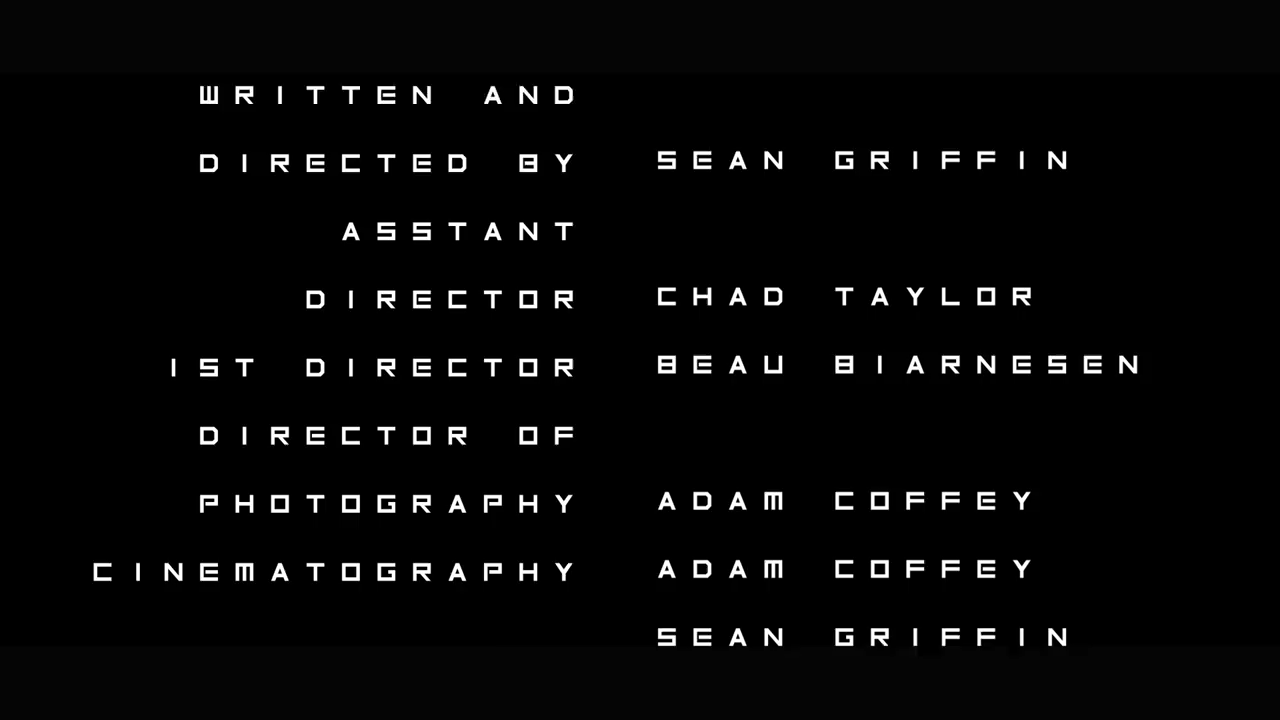 WRITTEN AND
DIRECTED BY SEAN GRIFFIN
ASSTANT
DIRECTOR CHAD TAYLOR
1ST DIRECTOR BEAU BIARNESEN
DIRECTOR OF
PHOTOGRAPHY ADAM COFFEY
CINEMATOGRAPHY ADAM COFFEY
SEAN GRIFFIN